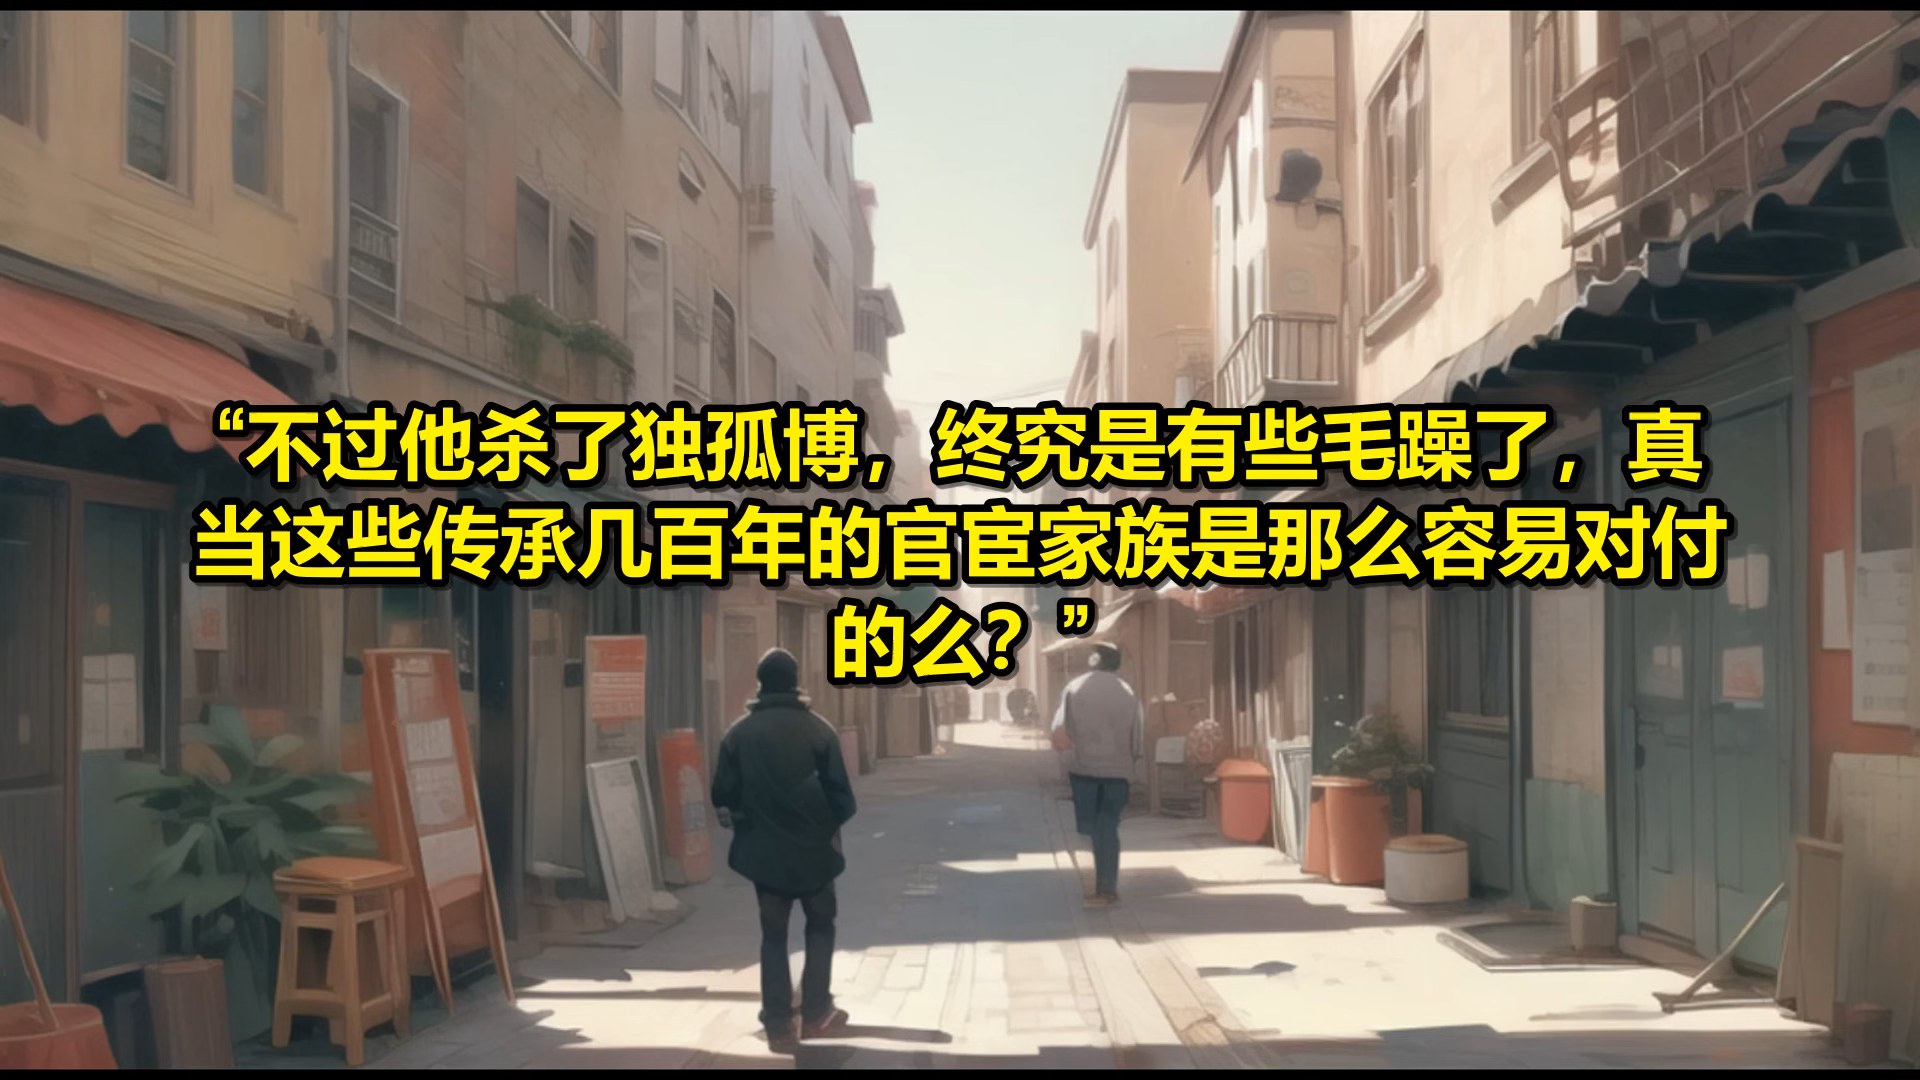 “不过他杀了独孤博，终究是有些毛躁了，真
当这些传承几百年的官宦家族是那么容易对付
的么？”